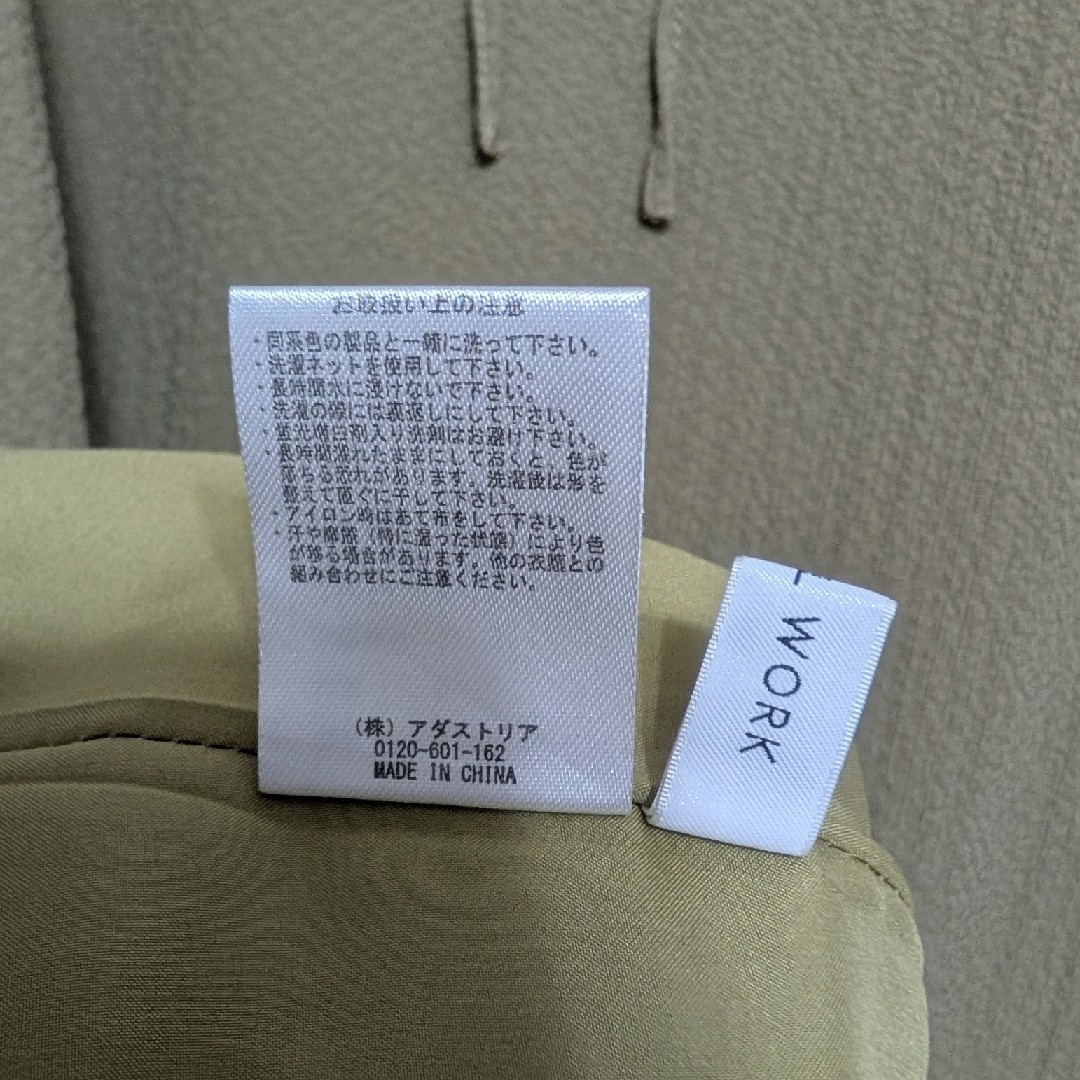 お取扱い上の注意
・同系色の製品と一緒に洗って下さい。
・洗濯ネットを使用して下さい。
・長時間水に浸けないで下さい。
・洗濯の際には裏返しにして下さい。
・蛍光増白剤入り洗剤はお避け下さい。
・長時間濡れたままにしておくと、色が
落ちる恐れがあります。洗濯後は形を
整えて直ぐに干して下さい。
・アイロン時はあて布をして下さい。
・汗や摩擦（特に湿った状態）により色
が移る場合があります。他の衣類との
組み合わせにご注意ください。
（株）アダストリア
0120-601-162
MADE IN CHINA
WORK